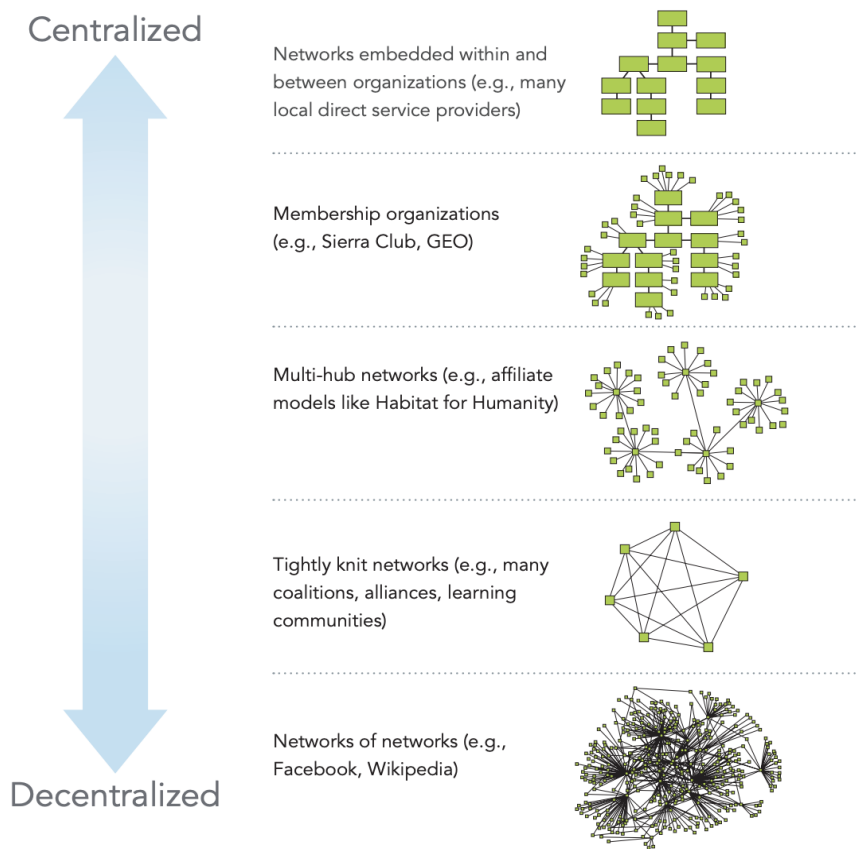 Centralized
Networks embedded within and
between organizations (e.g., many
local direct service providers)
Membership organizations
(e.g., Sierra Club, GEO)
Multi-hub networks (e.g., affiliate
models like Habitat for Humanity)
Tightly knit networks (e.g., many
coalitions, alliances, learning
communities)
Networks of networks (e.g.,
Facebook, Wikipedia)
Decentralized